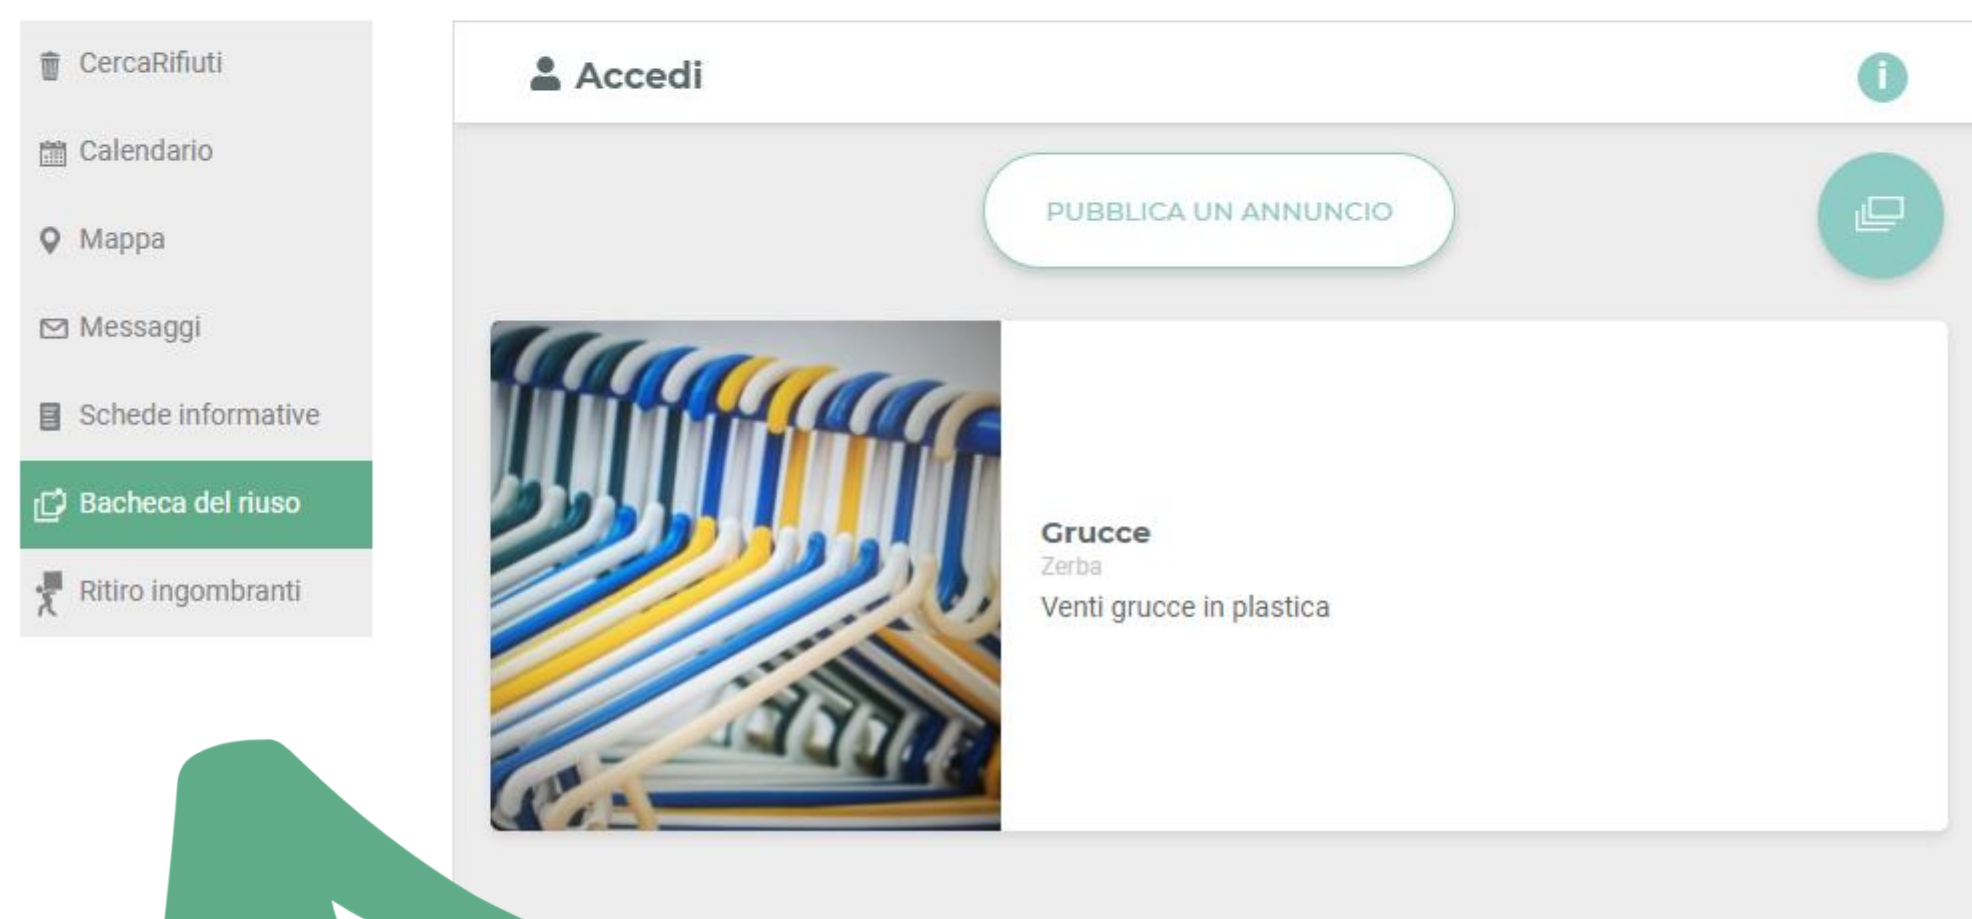 CercaRifiuti
Calendario
Mappa
Messaggi
Schede informative
Bacheca del riuso
Ritiro ingombranti
Accedi
i
PUBBLICA UN ANNUNCIO
Grucce
Zerba
Venti grucce in plastica